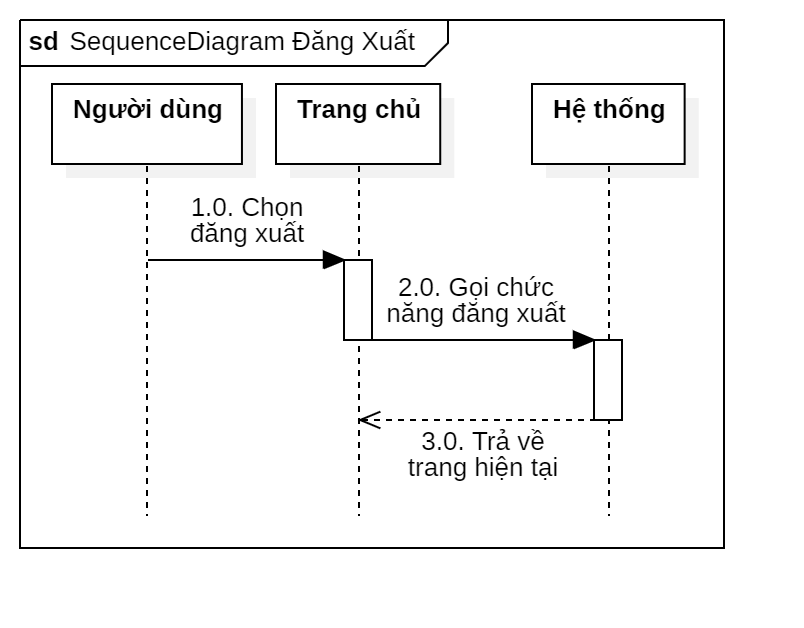 sd SequenceDiagram Đăng Xuất
Người dùng
Trang chủ
Hệ thống
1.0. Chọn
đăng xuất
2.0. Gọi chức
năng đăng xuất
3.0. Trả về
trang hiện tại